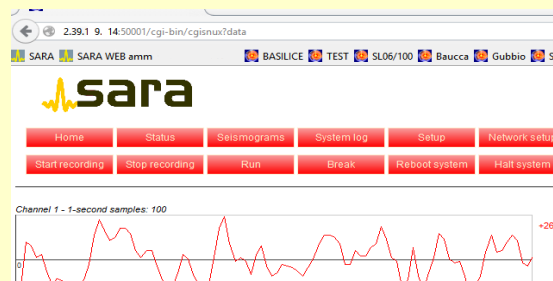 2.39.1 9. 14:50001/cgi-bin/cgisnux?data
SARA SARA WEB amm BASILICE TEST SL06/100 Baucca Gubbio S
sara
Home Status Seismograms System log Setup Network setup
Start recording Stop recording Run Break Reboot system Halt system
Channel 1 - 1-second samples: 100
+26
0